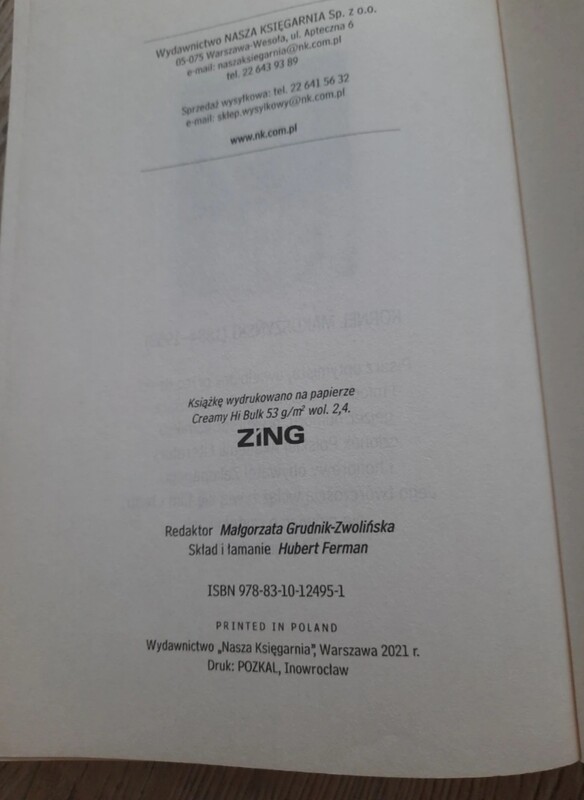 Wydawnictwo NASZA KSIĘGARNIA Sp. z o.o.
05-075 Warszawa-Wesoła, ul. Apteczna 6
e-mail: naszaksiegarnia@nk.com.pl
tel. 22 643 93 89
Sprzedaż wysyłkowa: tel. 22 641 56 32
e-mail: sklep.wysylkowy@nk.com.pl
www.nk.com.pl
Książkę wydrukowano na papierze
Creamy Hi Bulk 53 g/m² wol. 2,4.
ZiNG
Redaktor Małgorzata Grudnik-Zwolińska
Skład i łamanie Hubert Ferman
ISBN 978-83-10-12495-1
PRINTED IN POLAND
Wydawnictwo „Nasza Księgarnia”, Warszawa 2021 r.
Druk: POZKAL, Inowrocław